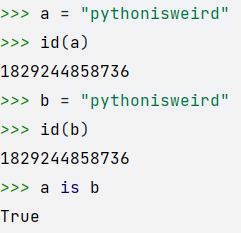 >>> a = "pythonisweird"
>>> id(a)
1829244858736
>>> b = "pythonisweird"
>>> id(b)
1829244858736
>>> a is b
True